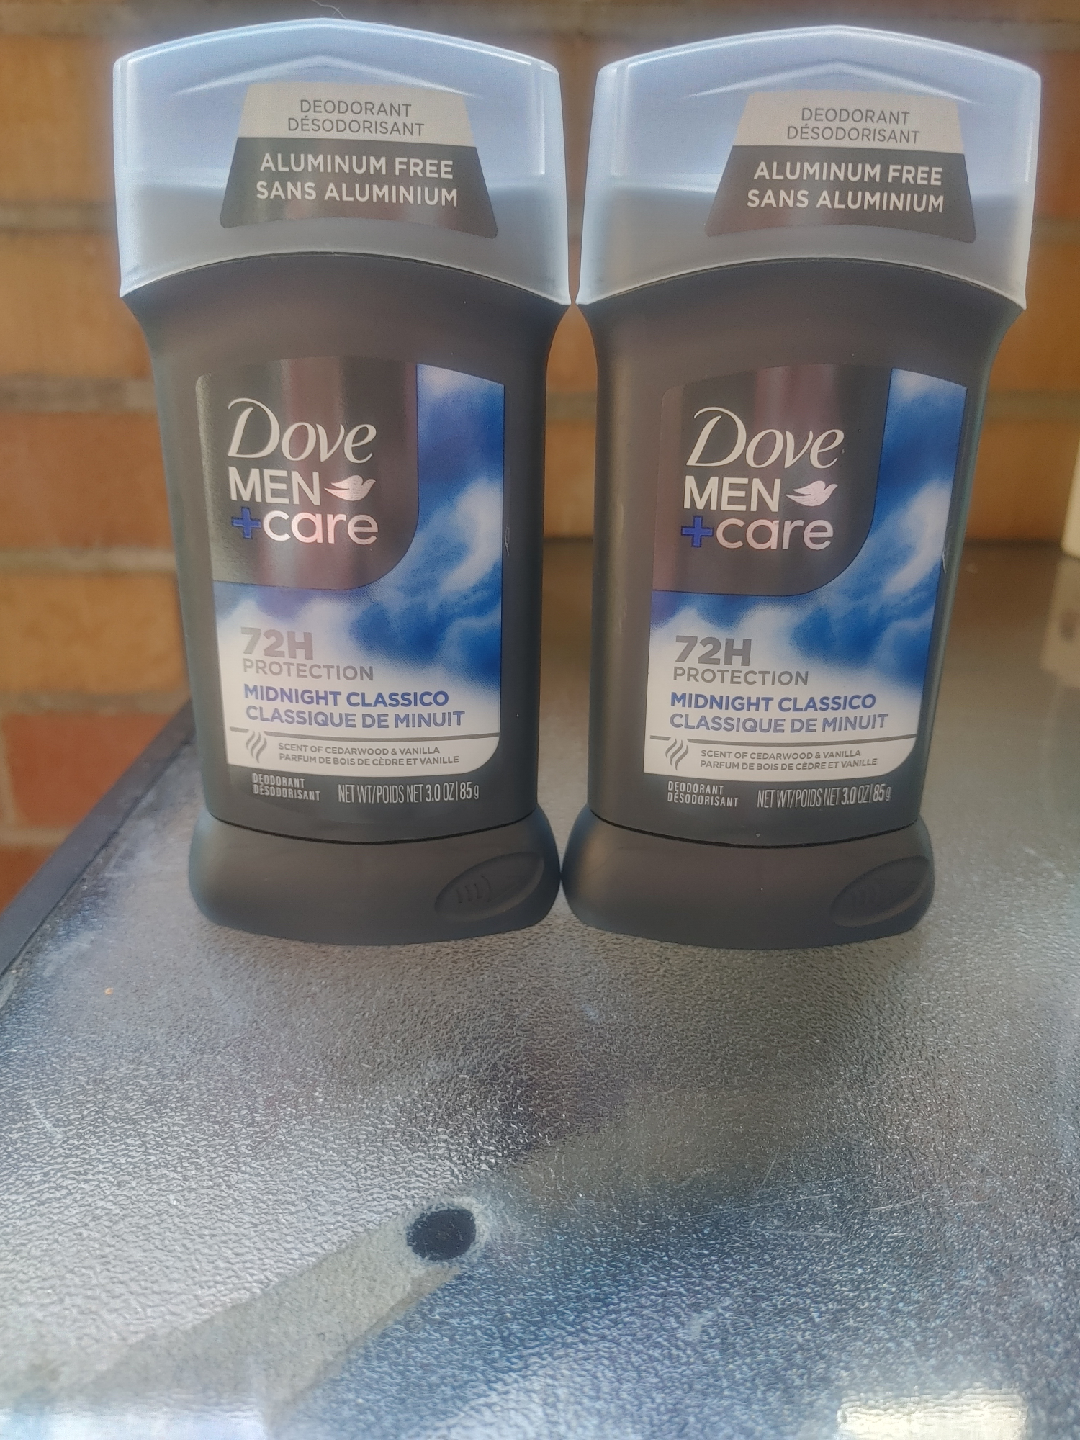 DEODORANT
DÉSODORISANT
ALUMINUM FREE
SANS ALUMINIUM
Dove
MEN
+care
72H
PROTECTION
MIDNIGHT CLASSICO
CLASSIQUE DE MINUIT
SCENT OF CEDARWOOD & VANILLA
PARFUM DE BOIS DE CÈDRE ET VANILLE
DEODORANT
DÉSODORISANT
NET WT/POIDS NET 3.0 OZ|85g
DEODORANT
DÉSODORISANT
ALUMINUM FREE
SANS ALUMINIUM
Dove
MEN
+care
72H
PROTECTION
MIDNIGHT CLASSICO
CLASSIQUE DE MINUIT
SCENT OF CEDARWOOD & VANILLA
PARFUM DE BOIS DE CÈDRE ET VANILLE
DEODORANT
DÉSODORISANT
NET WT/POIDS NET 3.0 OZ|85g